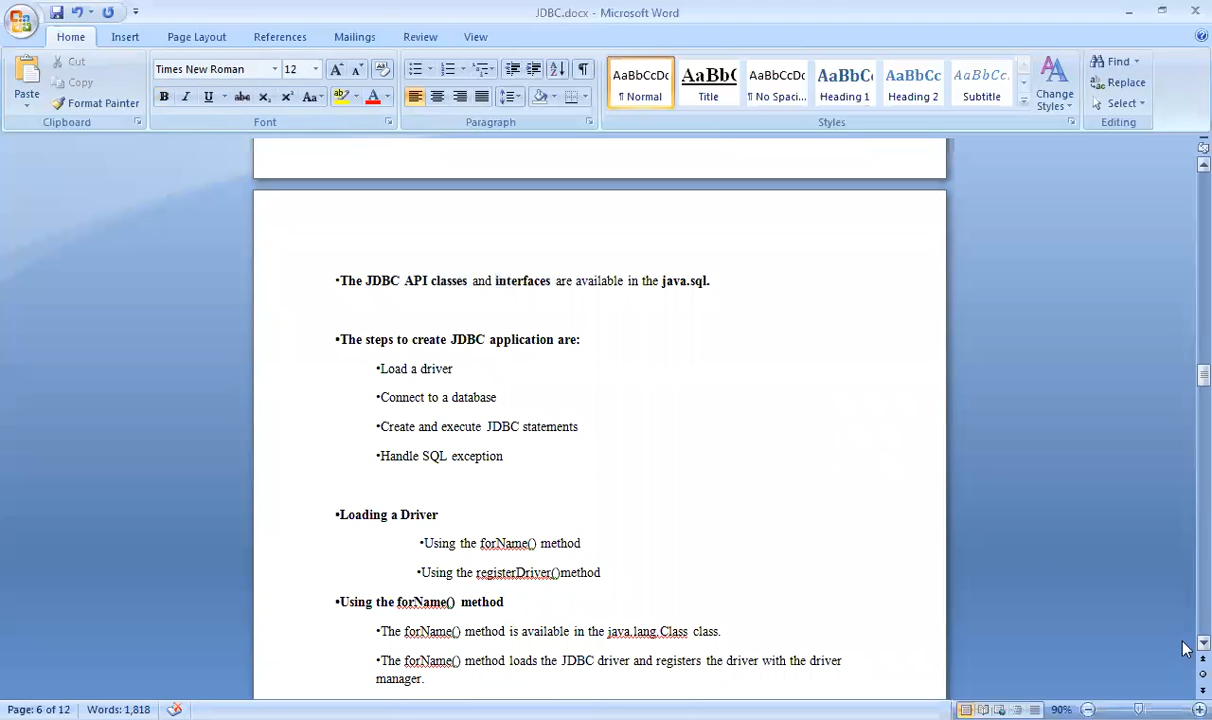 JDBC.docx - Microsoft Word
Home Insert Page Layout References Mailings Review View
Paste
Cut
Copy
Format Painter
Clipboard
Times New Roman 12
Font
Paragraph
AaBbCcDc AaBbC AaBbCcDc AaBbC AaBbCc AaBbCc.
¶ Normal Title ¶ No Spaci... Heading 1 Heading 2 Subtitle
Change Styles
Styles
Find
Replace
Select
Editing
•The JDBC API classes and interfaces are available in the java.sql.
•The steps to create JDBC application are:
•Load a driver
•Connect to a database
•Create and execute JDBC statements
•Handle SQL exception
•Loading a Driver
•Using the forName() method
•Using the registerDriver()method
•Using the forName() method
•The forName() method is available in the java.lang.Class class.
•The forName() method loads the JDBC driver and registers the driver with the driver
manager.
Page: 6 of 12 Words: 1,818 90%